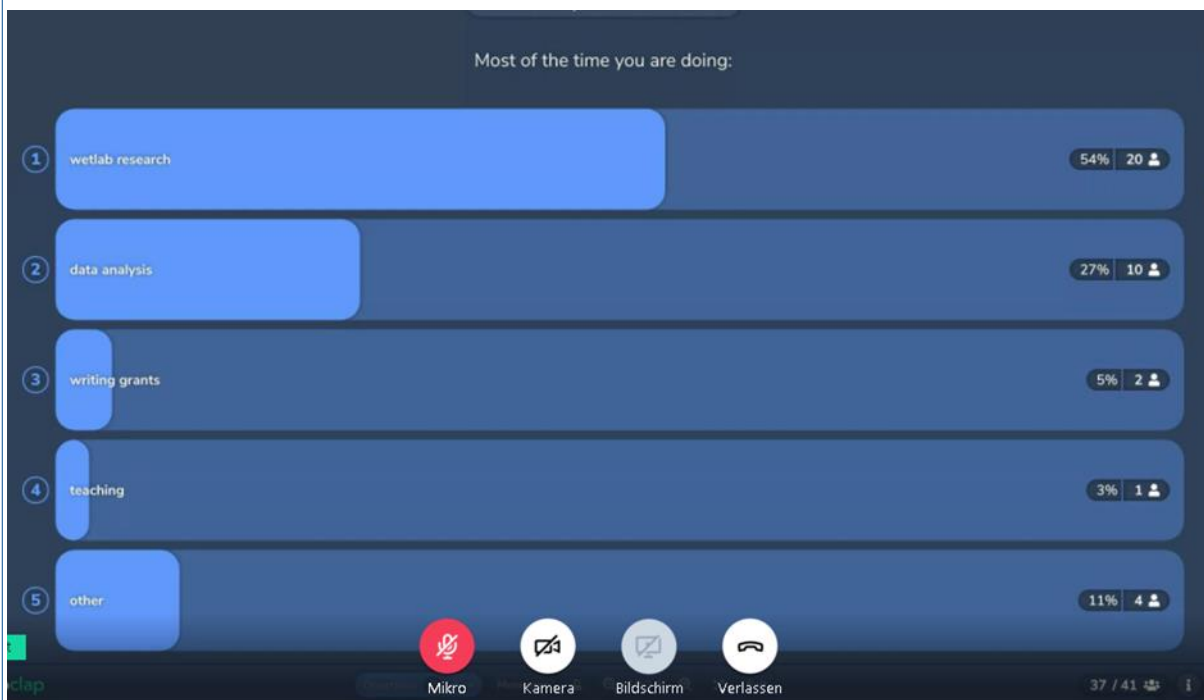 Most of the time you are doing:
1 wetlab research 54% 20
2 data analysis 27% 10
3 writing grants 5% 2
4 teaching 3% 1
5 other 11% 4
Mikro Kamera Bildschirm Verlassen
clap 37 / 41